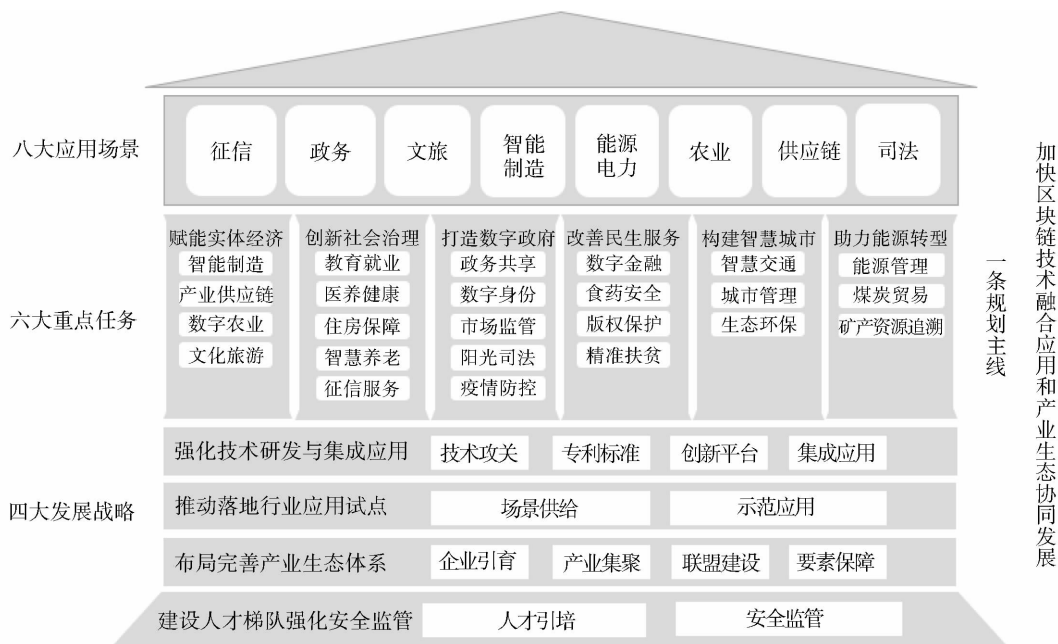 八大应用场景
征信
政务
文旅
智能
制造
能源
电力
农业
供应链
司法
六大重点任务
赋能实体经济
智能制造
产业供应链
数字农业
文化旅游
创新社会治理
教育就业
医养健康
住房保障
智慧养老
征信服务
打造数字政府
政务共享
数字身份
市场监管
阳光司法
疫情防控
改善民生服务
数字金融
食药安全
版权保护
精准扶贫
构建智慧城市
智慧交通
城市管理
生态环保
助力能源转型
能源管理
煤炭贸易
矿产资源追溯
四大发展战略
强化技术研发与集成应用
技术攻关
专利标准
创新平台
集成应用
推动落地行业应用试点
场景供给
示范应用
布局完善产业生态体系
企业引育
产业集聚
联盟建设
要素保障
建设人才梯队强化安全监管
人才引培
安全监管
一条规划主线
加快区块链技术融合应用和产业生态协同发展